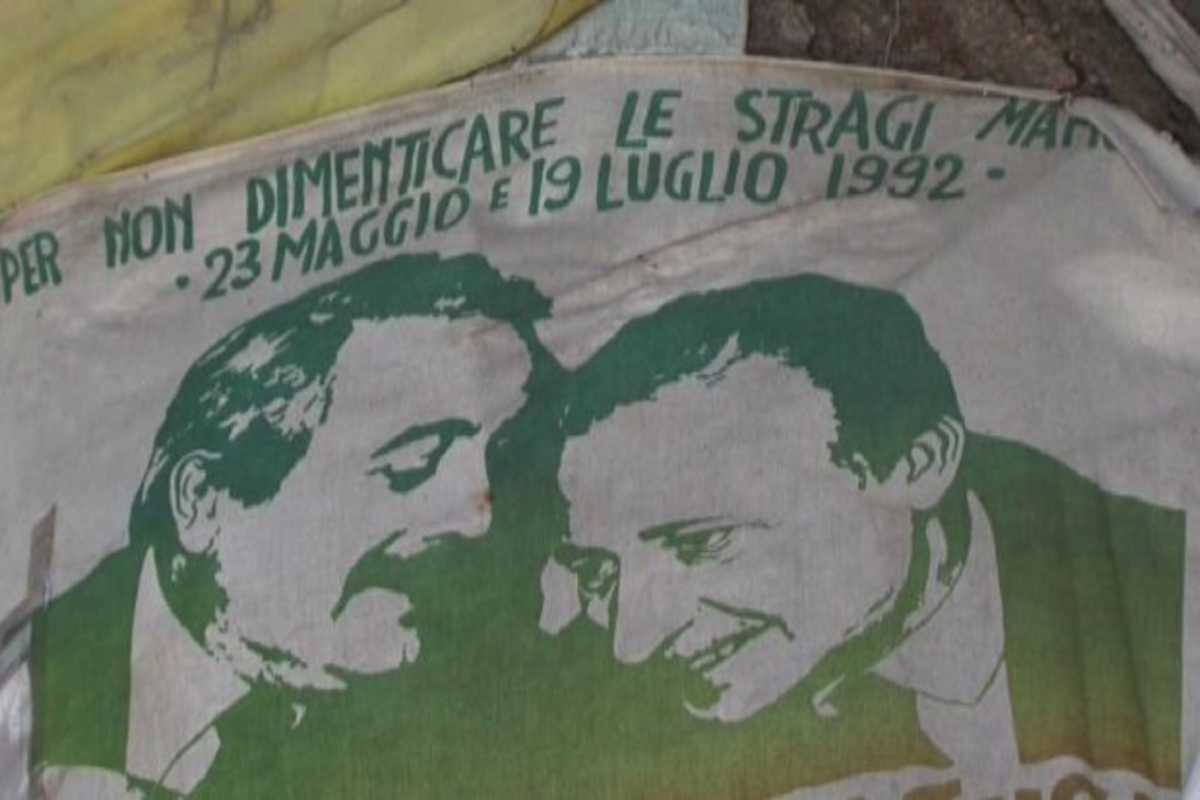 PER NON DIMENTICARE LE STRAGI
· 23 MAGGIO E 19 LUGLIO 1992 ·